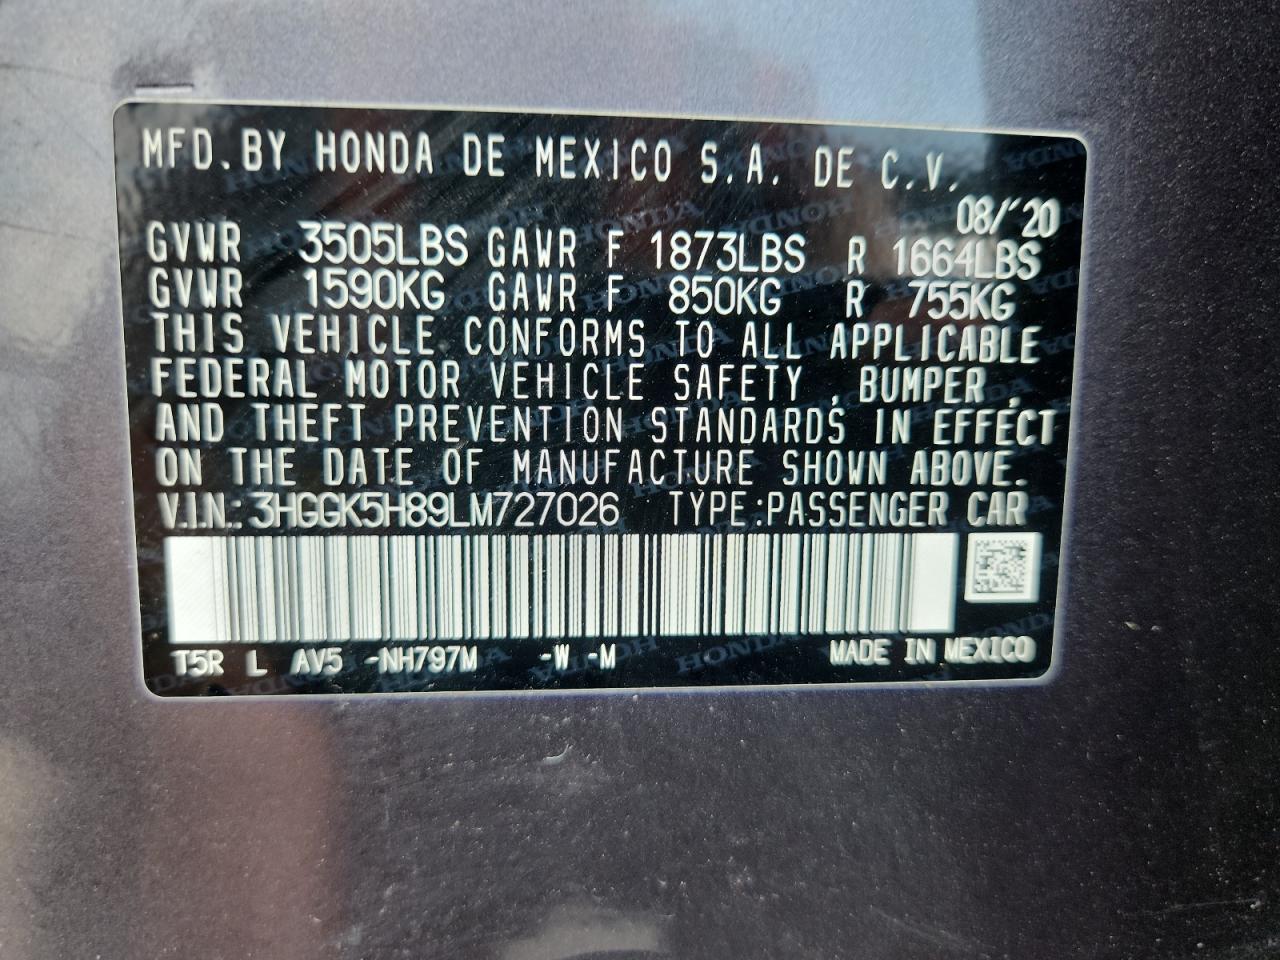 MFD.BY HONDA DE MEXICO S.A. DE C.V.
08/'20
GVWR 3505LBS GAWR F 1873LBS R 1664LBS
GVWR 1590KG GAWR F 850KG R 755KG
THIS VEHICLE CONFORMS TO ALL APPLICABLE
FEDERAL MOTOR VEHICLE SAFETY , BUMPER ,
AND THEFT PREVENTION STANDARDS IN EFFECT
ON THE DATE OF MANUFACTURE SHOWN ABOVE.
V.I.N.: 3HGGK5H89LM727026 TYPE:PASSENGER CAR
T5R L AV5 -NH797M -W -M MADE IN MEXICO